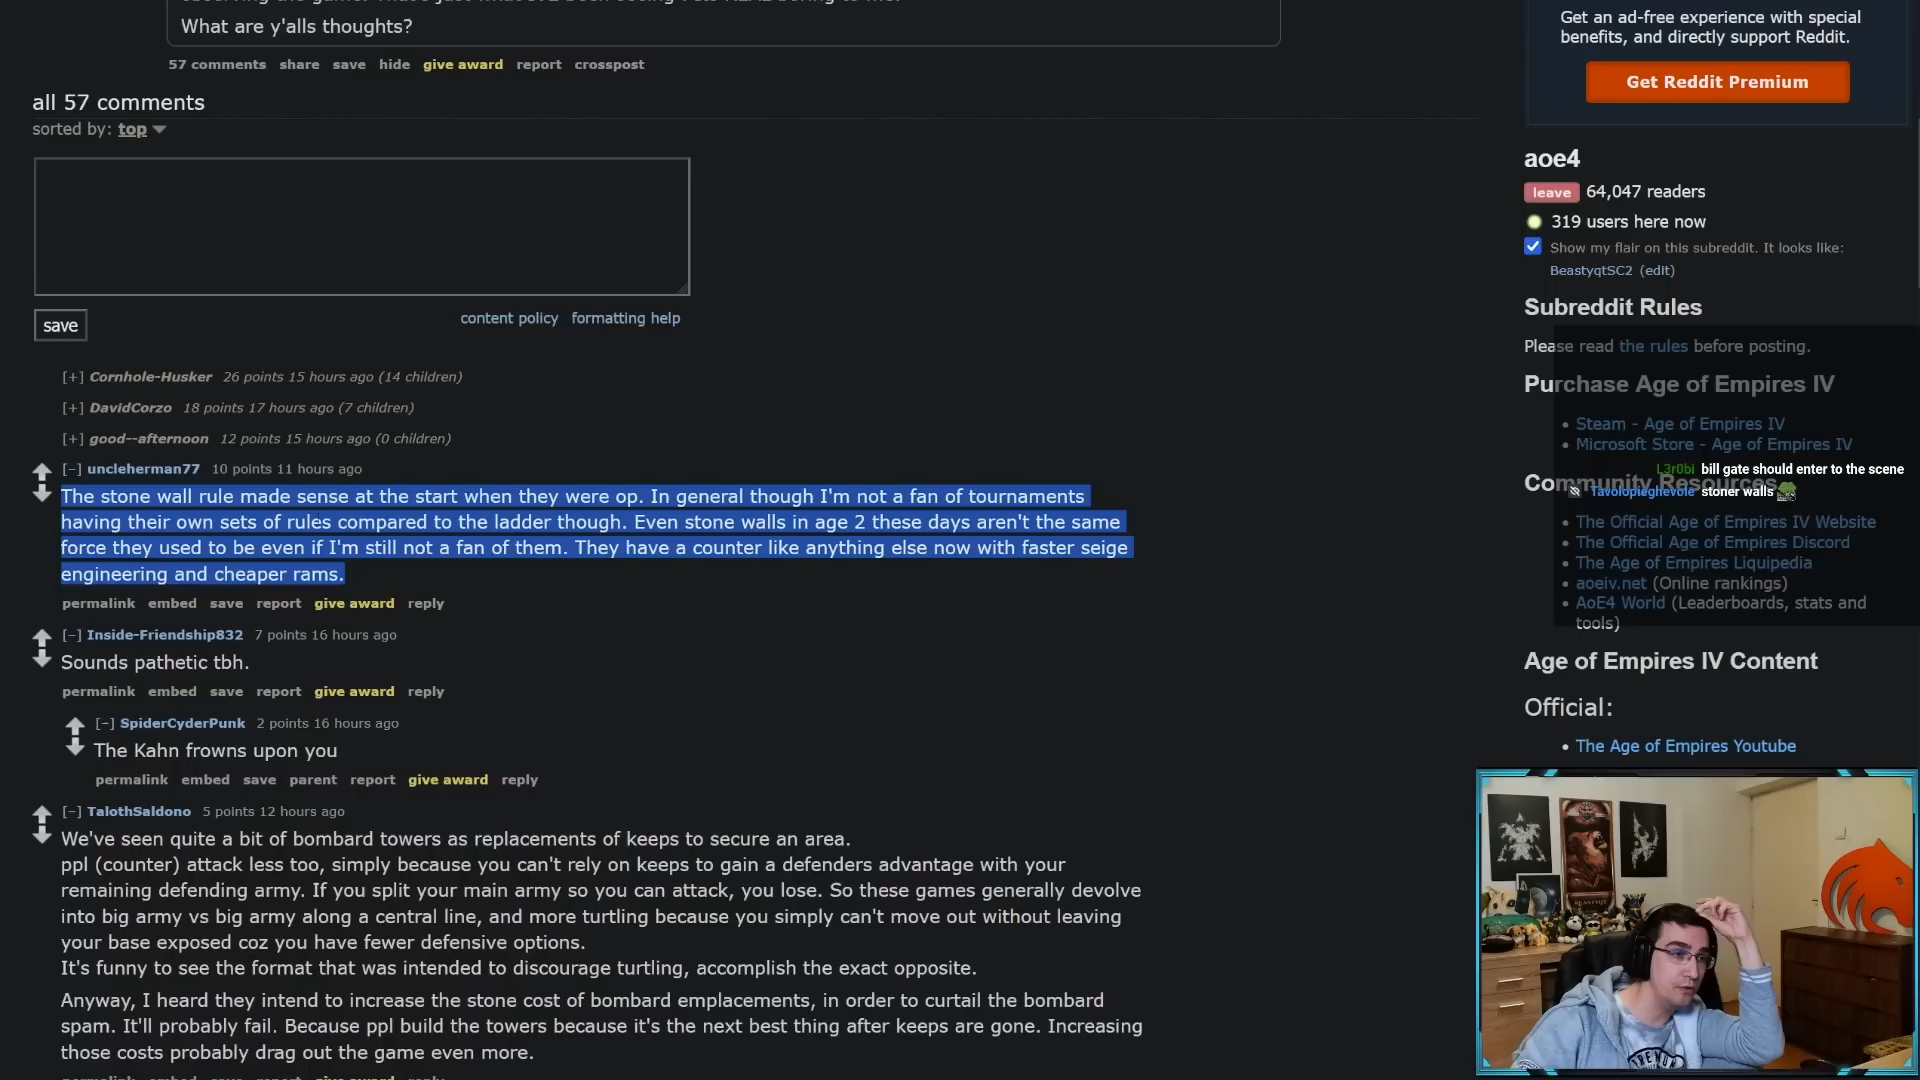 What are y'alls thoughts?
57 comments share save hide give award report crosspost
all 57 comments
sorted by: top
save
content policy formatting help
[+] Cornhole-Husker 26 points 15 hours ago (14 children)
[+] DavidCorzo 18 points 17 hours ago (7 children)
[+] good--afternoon 12 points 15 hours ago (0 children)
[–] uncleherman77 10 points 11 hours ago
The stone wall rule made sense at the start when they were op. In general though I'm not a fan of tournaments
having their own sets of rules compared to the ladder though. Even stone walls in age 2 these days aren't the same
force they used to be even if I'm still not a fan of them. They have a counter like anything else now with faster seige
engineering and cheaper rams.
permalink embed save report give award reply
[–] Inside-Friendship832 7 points 16 hours ago
Sounds pathetic tbh.
permalink embed save report give award reply
[–] SpiderCyderPunk 2 points 16 hours ago
The Kahn frowns upon you
permalink embed save parent report give award reply
[–] TalothSaldono 5 points 12 hours ago
We've seen quite a bit of bombard towers as replacements of keeps to secure an area.
ppl (counter) attack less too, simply because you can't rely on keeps to gain a defenders advantage with your
remaining defending army. If you split your main army so you can attack, you lose. So these games generally devolve
into big army vs big army along a central line, and more turtling because you simply can't move out without leaving
your base exposed coz you have fewer defensive options.
It's funny to see the format that was intended to discourage turtling, accomplish the exact opposite.
Anyway, I heard they intend to increase the stone cost of bombard emplacements, in order to curtail the bombard
spam. It'll probably fail. Because ppl build the towers because it's the next best thing after keeps are gone. Increasing
those costs probably drag out the game even more.
Get an ad-free experience with special
benefits, and directly support Reddit.
Get Reddit Premium
aoe4
leave 64,047 readers
319 users here now
Show my flair on this subreddit. It looks like:
BeastyqtSC2 (edit)
Subreddit Rules
Please read the rules before posting.
Purchase Age of Empires IV
Steam - Age of Empires IV
Microsoft Store - Age of Empires IV
L3r0bi bill gate should enter to the scene
Community Resources
Tavolopieghevole stoner walls
The Official Age of Empires IV Website
The Official Age of Empires Discord
The Age of Empires Liquipedia
aoeiv.net (Online rankings)
AoE4 World (Leaderboards, stats and
tools)
Age of Empires IV Content
Official:
The Age of Empires Youtube